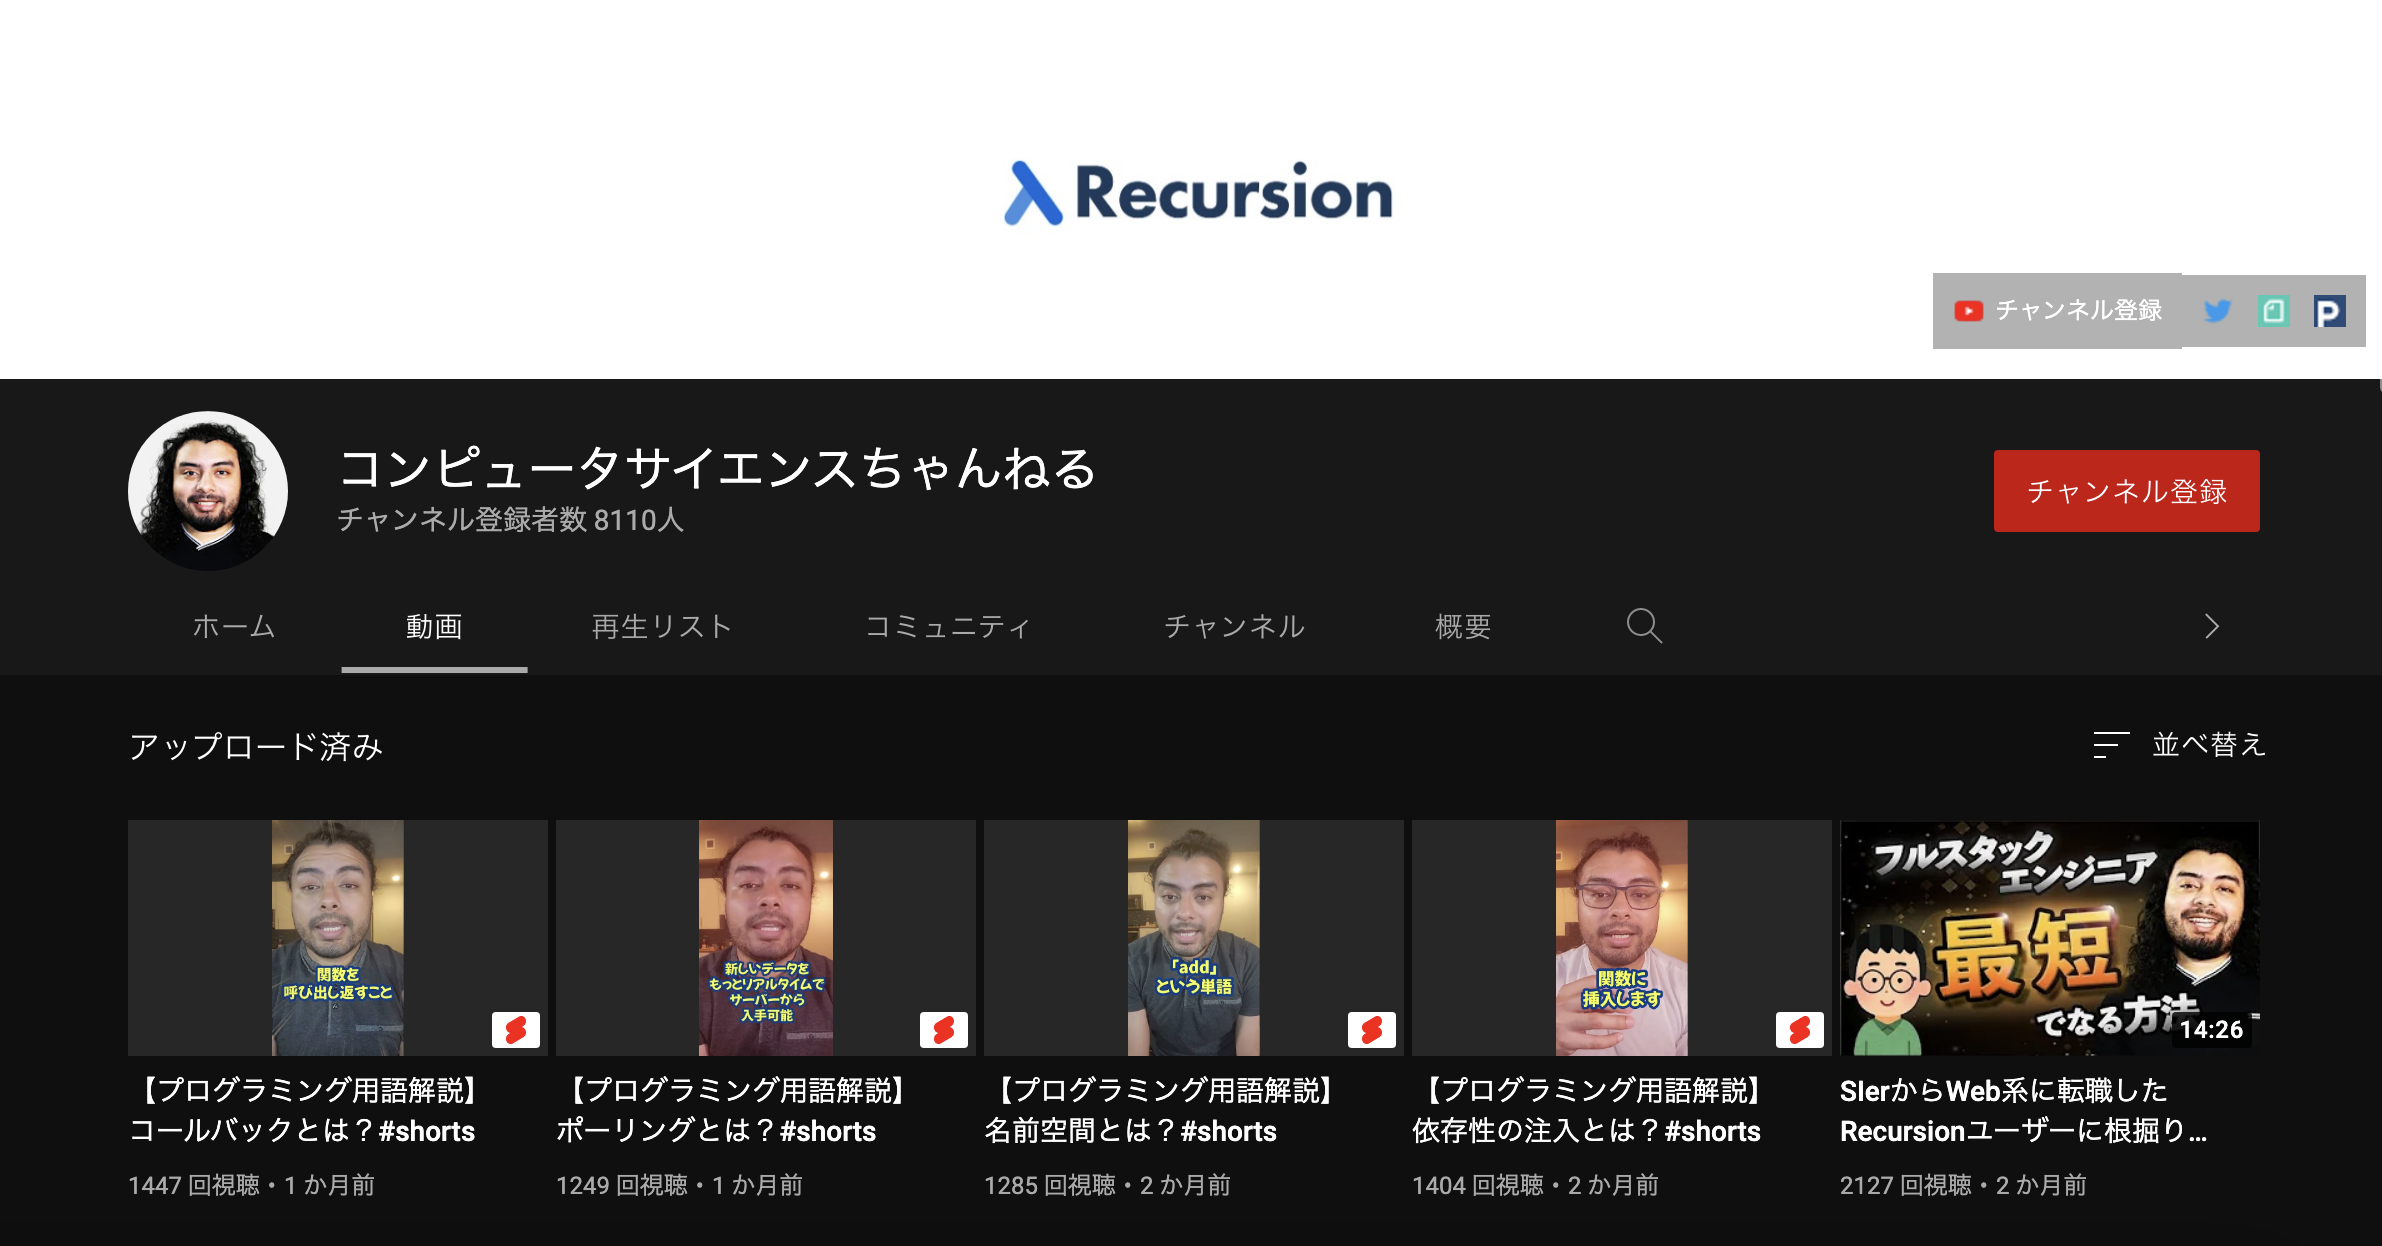 Recursion
チャンネル登録
コンピュータサイエンスちゃんねる
チャンネル登録者数 8110人
チャンネル登録
ホーム 動画 再生リスト コミュニティ チャンネル 概要
アップロード済み
並べ替え
関数を
呼び出し返すこと
新しいデータを
もっとリアルタイムで
サーバーから
入手可能
「add」
という単語
関数に
挿入します
フルスタック
エンジニア
最短
でなる方法
14:26
【プログラミング用語解説】
コールバックとは？#shorts
1447 回視聴・1 か月前
【プログラミング用語解説】
ポーリングとは？#shorts
1249 回視聴・1 か月前
【プログラミング用語解説】
名前空間とは？#shorts
1285 回視聴・2 か月前
【プログラミング用語解説】
依存性の注入とは？#shorts
1404 回視聴・2 か月前
SIerからWeb系に転職した
Recursionユーザーに根掘り...
2127 回視聴・2 か月前